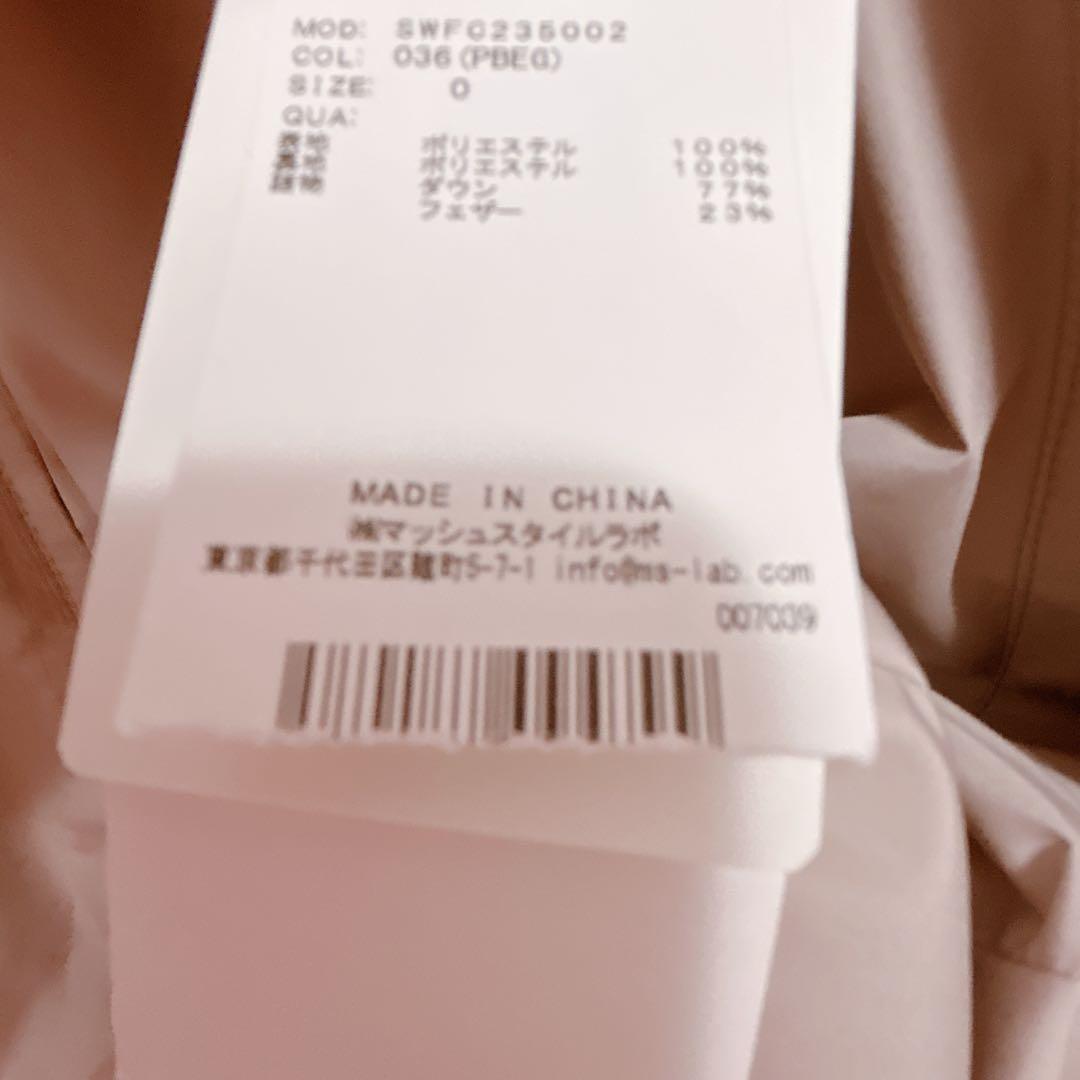 MOD: SWFC235002
COL: 036(PBEG)
SIZE: 0
QUA:
表地 ポリエステル 100%
裏地 ポリエステル 100%
詰物 ダウン 77%
フェザー 23%
MADE IN CHINA
㈱マッシュスタイルラボ
東京都千代田区麹町5-7-1 info@ms-lab.com
007039